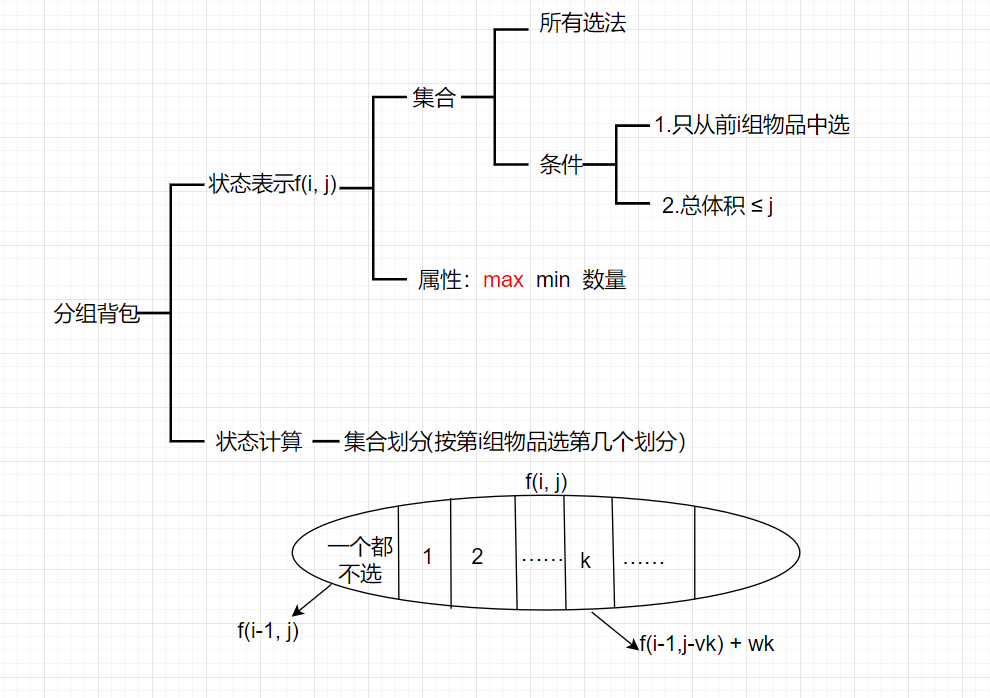 所有选法
集合
1.只从前i组物品中选
条件
状态表示f(i, j)
2.总体积 ≤ j
属性：max min 数量
分组背包
状态计算
集合划分(按第i组物品选第几个划分）
f(i, j)
一个都
不选
1
2
……
k
……
f(i-1, j)
f(i-1,j-vk) + wk